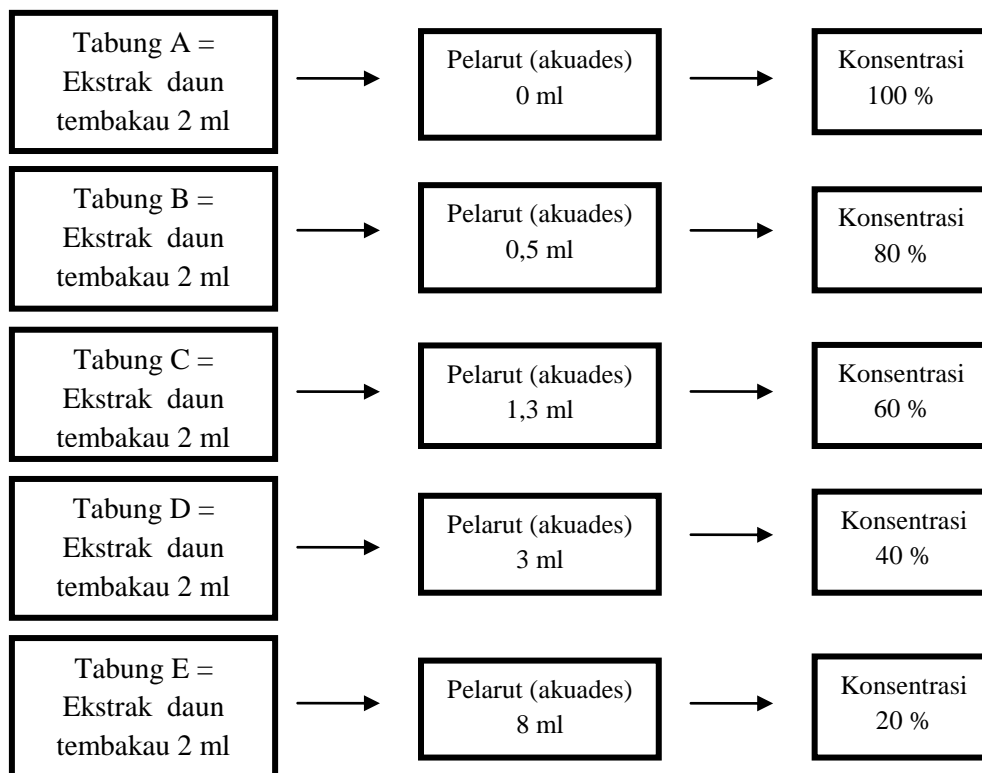 Tabung A =
Ekstrak daun
tembakau 2 ml
Pelarut (akuades)
0 ml
Konsentrasi
100 %
Tabung B =
Ekstrak daun
tembakau 2 ml
Pelarut (akuades)
0,5 ml
Konsentrasi
80 %
Tabung C =
Ekstrak daun
tembakau 2 ml
Pelarut (akuades)
1,3 ml
Konsentrasi
60 %
Tabung D =
Ekstrak daun
tembakau 2 ml
Pelarut (akuades)
3 ml
Konsentrasi
40 %
Tabung E =
Ekstrak daun
tembakau 2 ml
Pelarut (akuades)
8 ml
Konsentrasi
20 %